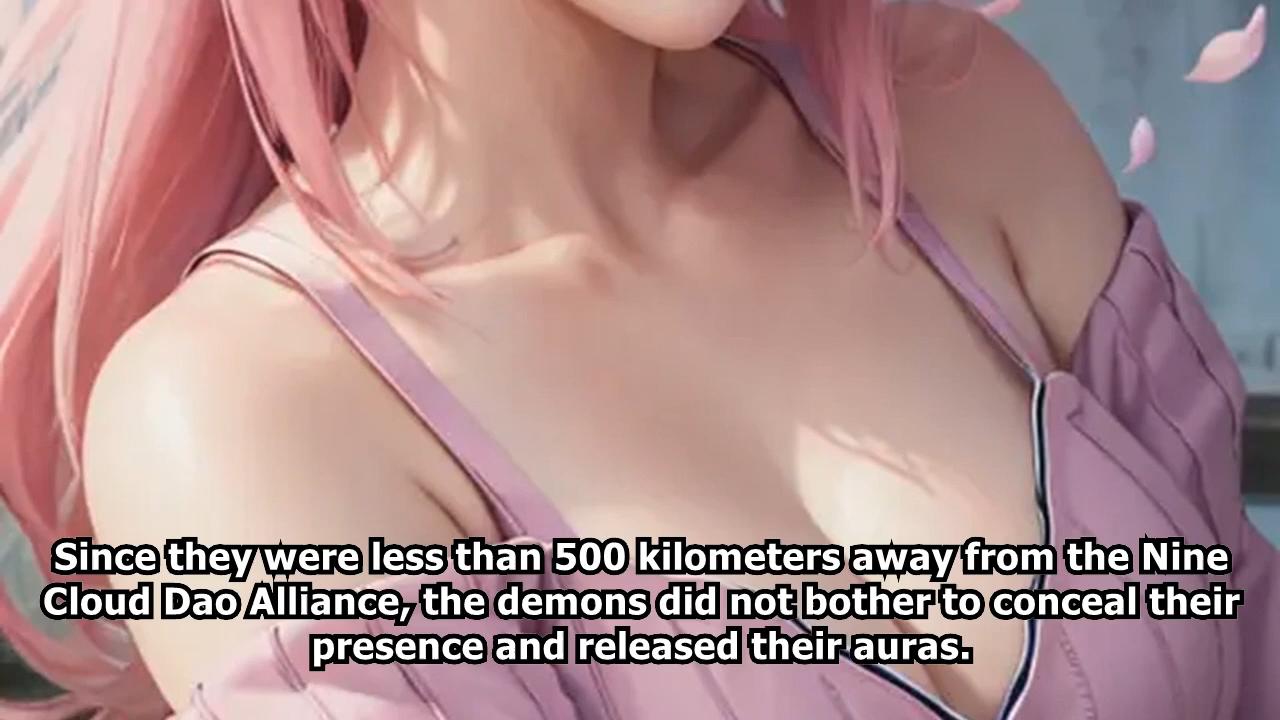 Since they were less than 500 kilometers away from the Nine
Cloud Dao Alliance, the demons did not bother to conceal their
presence and released their auras.